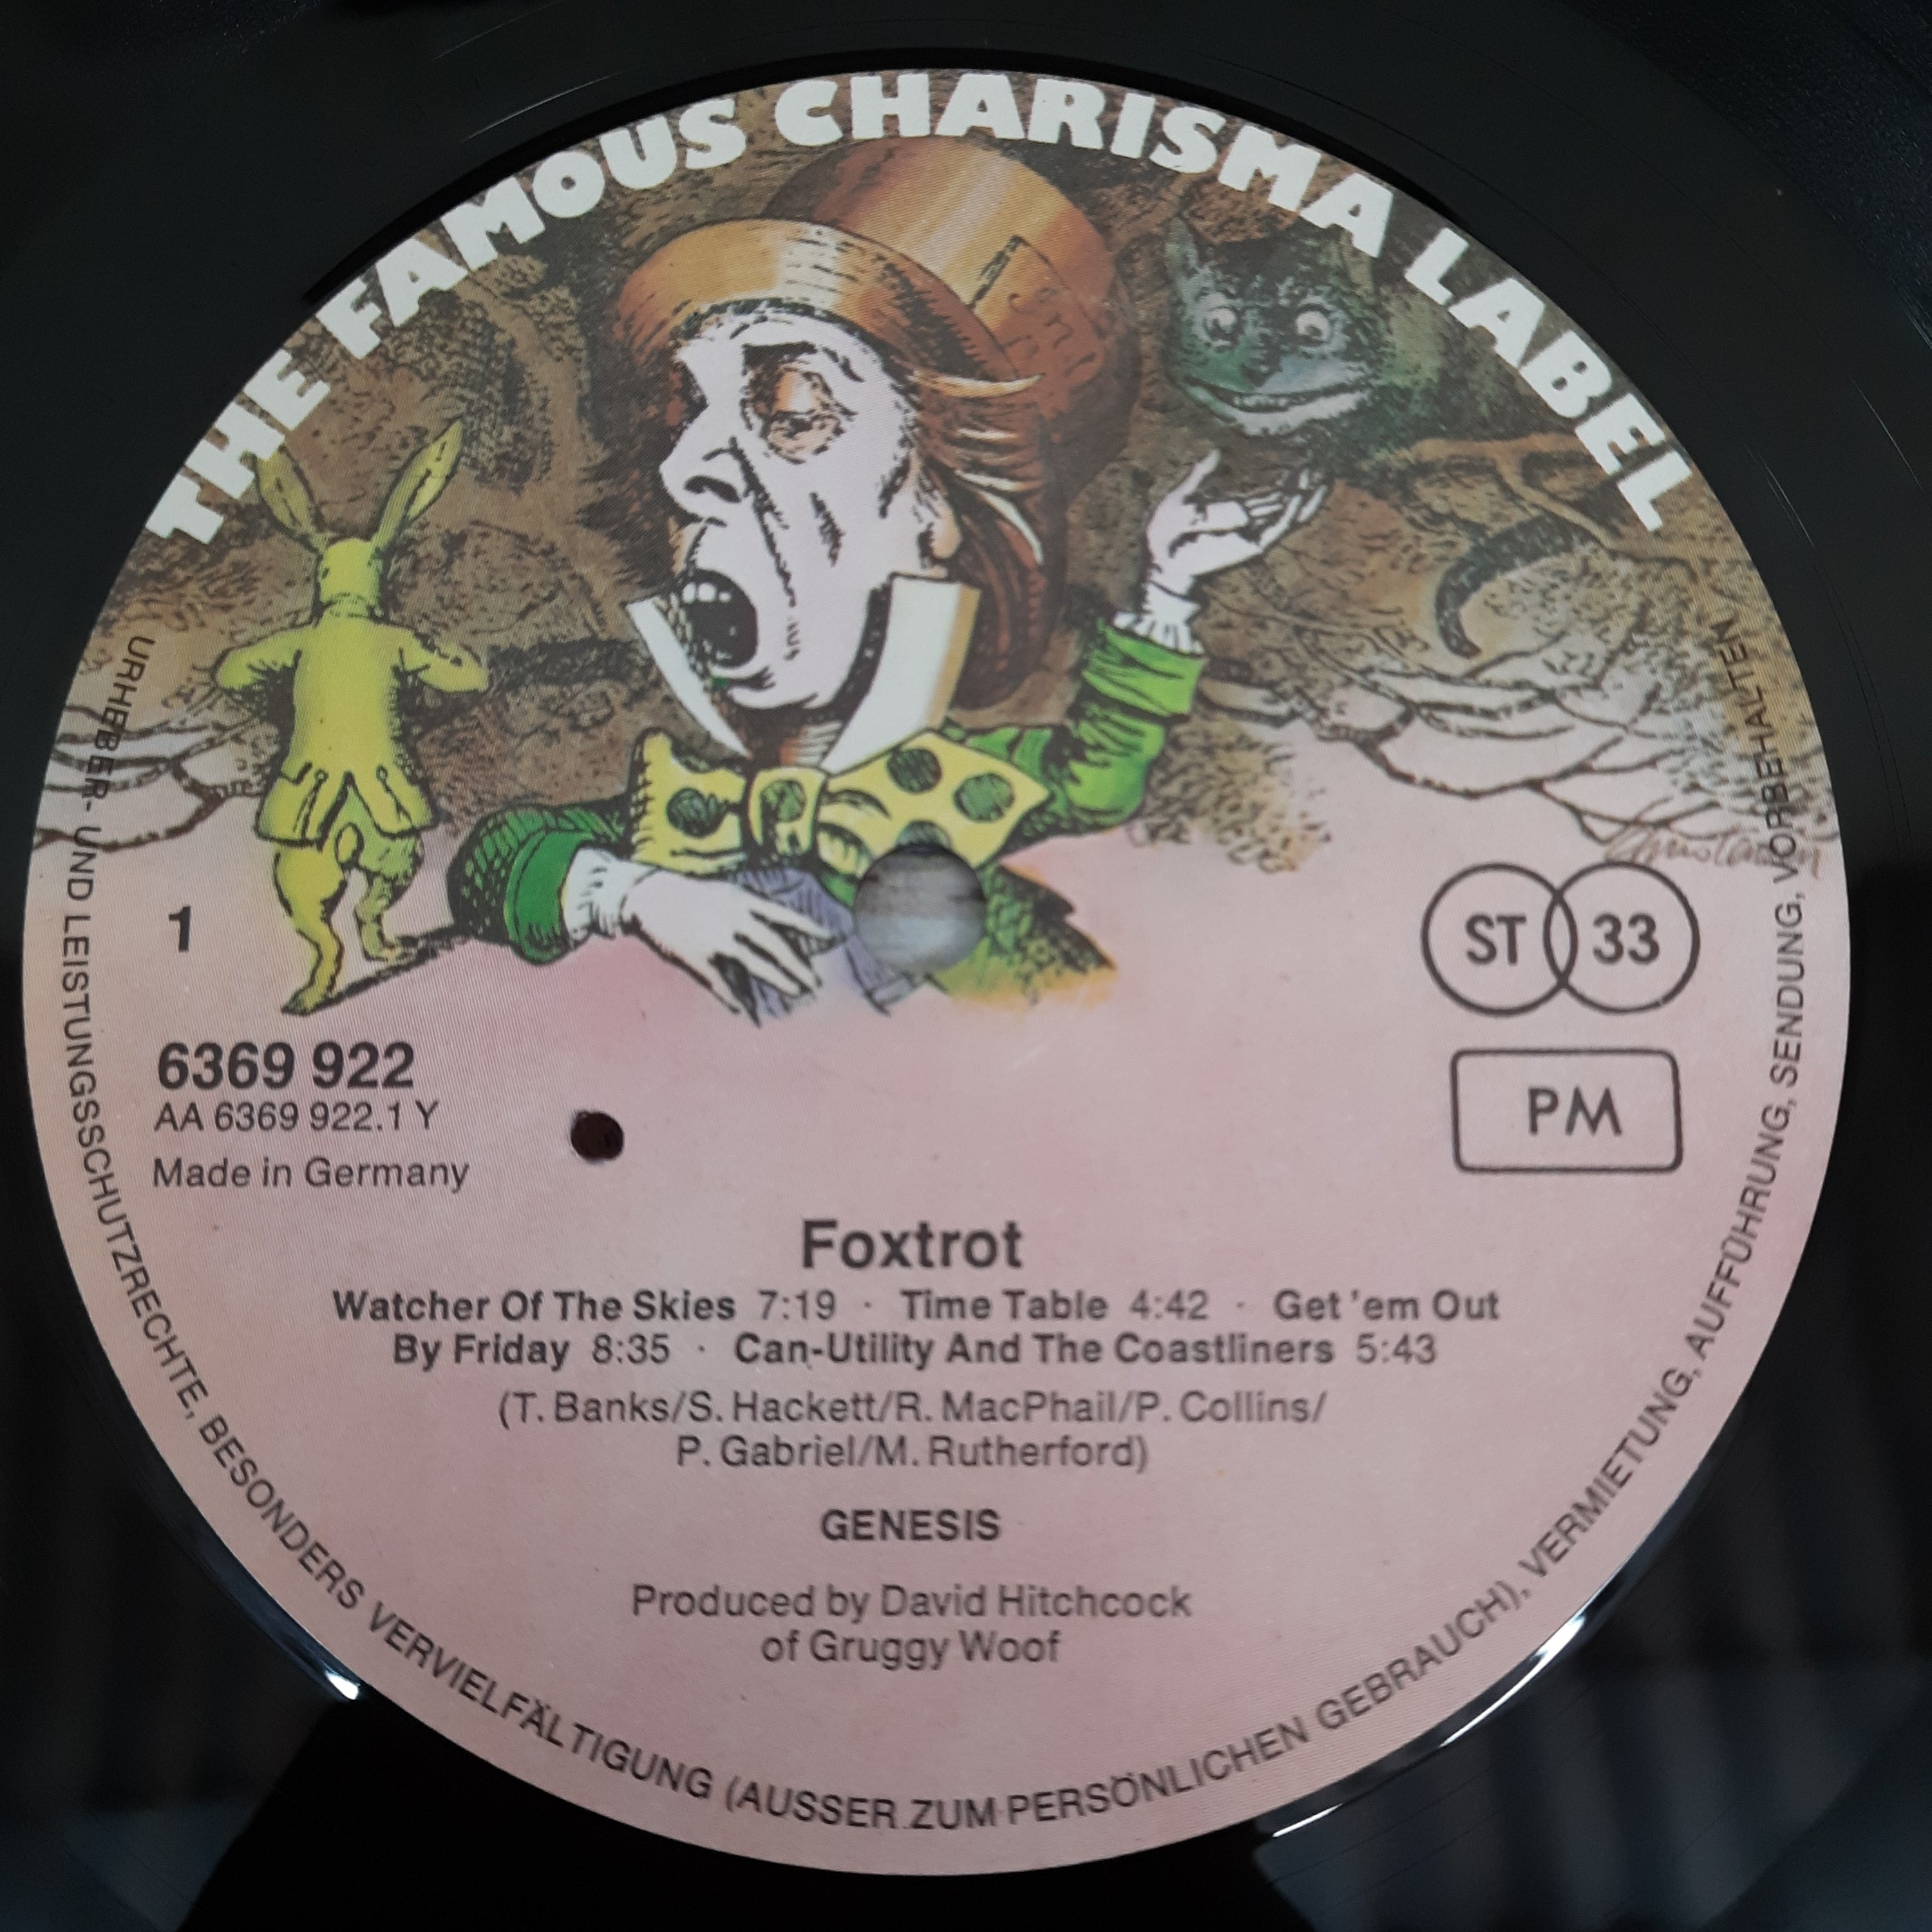 THE FAMOUS CHARISMA LABEL
1
ST 33
6369 922
AA 6369 922.1 Y
Made in Germany
PM
Foxtrot
Watcher Of The Skies 7:19 · Time Table 4:42 · Get 'em Out
By Friday 8:35 · Can-Utility And The Coastliners 5:43
(T. Banks/S. Hackett/R. MacPhail/P. Collins/
P. Gabriel/M. Rutherford)
GENESIS
Produced by David Hitchcock
of Gruggy Woof
URHEBER- UND LEISTUNGSSCHUTZRECHTE, BESONDERS VERVIELFÄLTIGUNG (AUSSER ZUM PERSÖNLICHEN GEBRAUCH), VERMIETUNG, AUFFÜHRUNG, SENDUNG, VORBEHALTEN